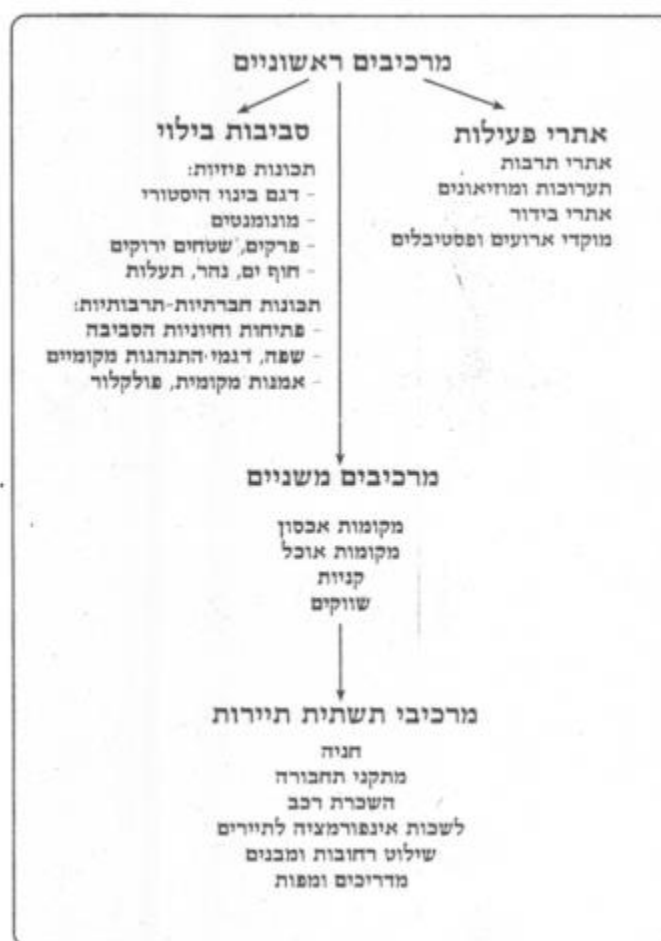 מרכיבים ראשוניים
אתרי פעילות
אתרי תרבות
תערוכות ומוזיאונים
אתרי בידור
מוקדי ארועים ופסטיבלים
סביבות בילוי
תכונות פיזיות:
- דגם בינוי היסטורי
- מונומנטים
- פרקים, שטחים ירוקים
- חוף ים, נהר, תעלות
תכונות חברתיות-תרבותיות:
- פתיחות וחיוניות הסביבה
- שפה, דגמי התנהגות מקומיים
- אמנות מקומית, פולקלור
מרכיבים משניים
מקומות אכסון
מקומות אוכל
קניות
שווקים
מרכיבי תשתית תיירות
חניה
מתקני תחבורה
השכרת רכב
לשכות אינפורמציה לתיירים
שילוט רחובות ומבנים
מדריכים ומפות